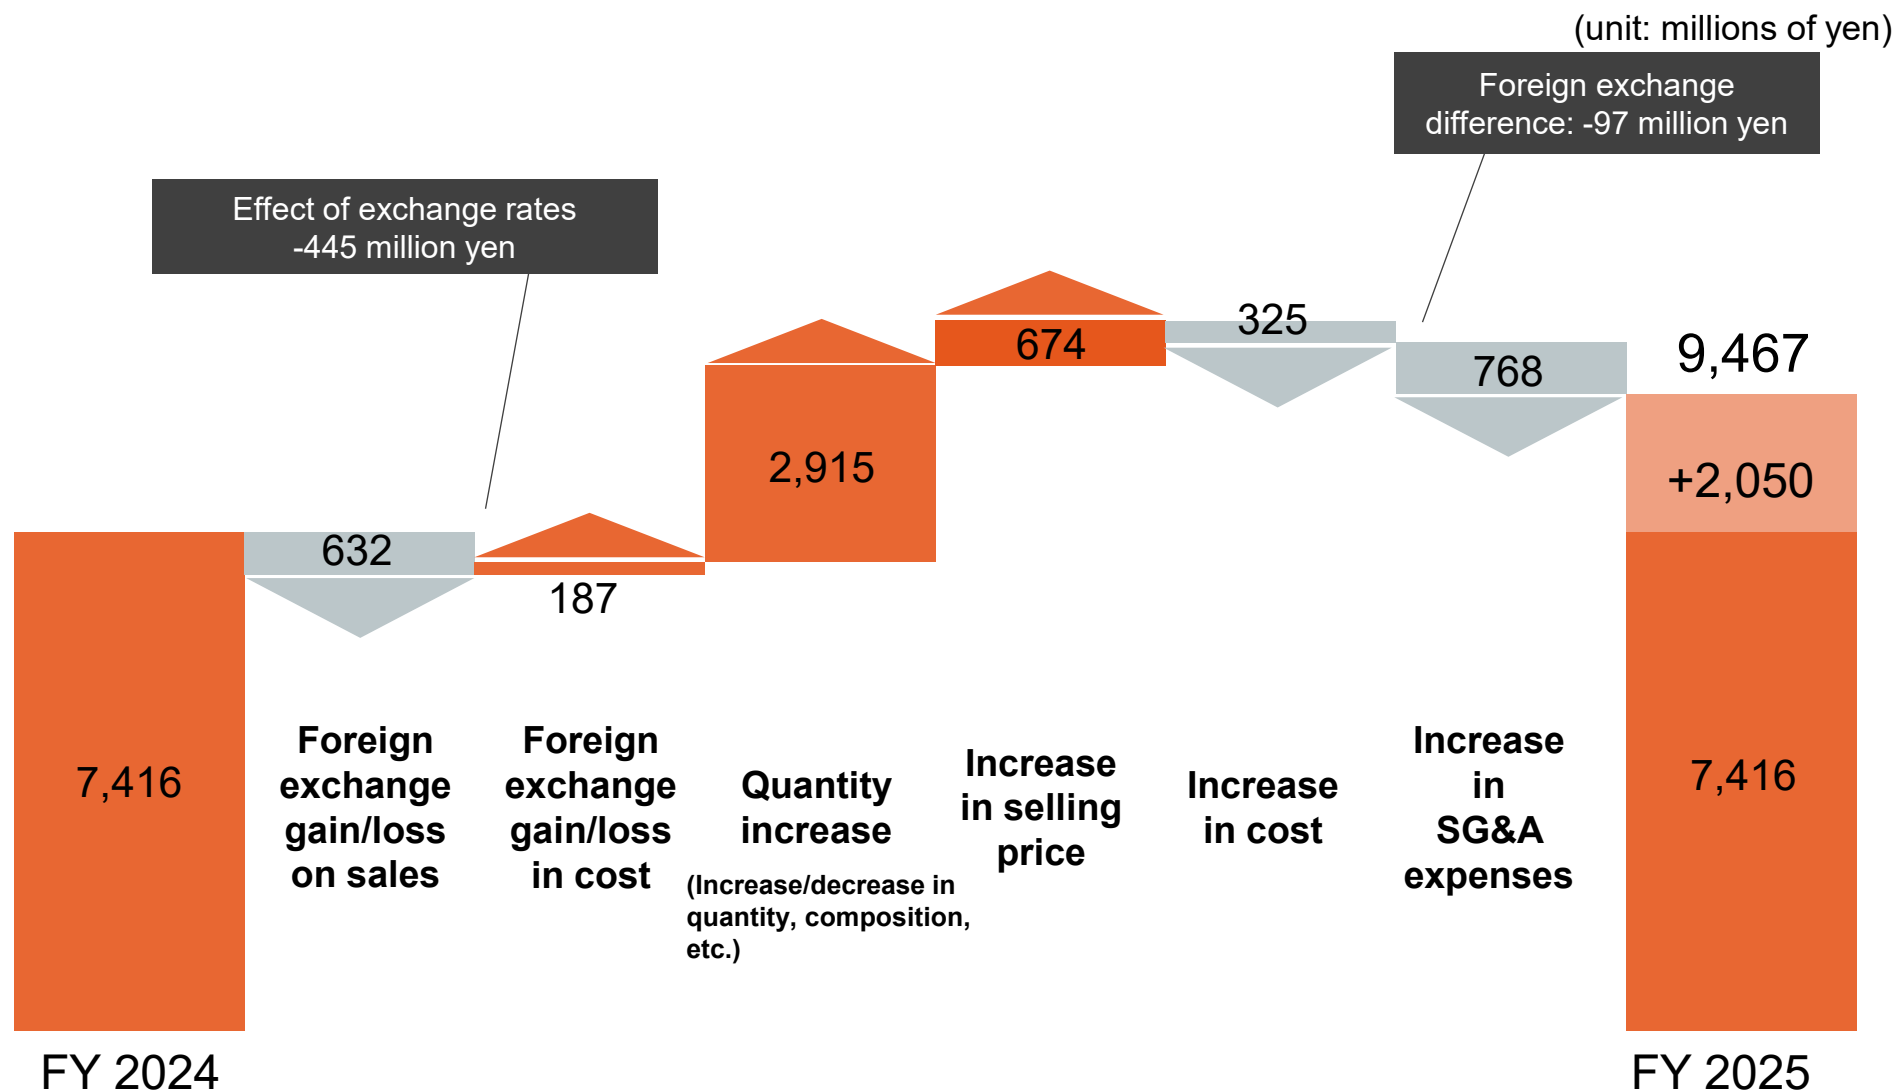 (unit: millions of yen)
Foreign exchange
difference: -97 million yen
Effect of exchange rates
-445 million yen
325
674
9,467
768
2,915
+2,050
632
187
7,416
Foreign
exchange
gain/loss
on sales
Foreign
exchange
gain/loss
in cost
Quantity
increase
(Increase/decrease in
quantity, composition,
etc.)
Increase
in selling
price
Increase
in cost
Increase
in
SG&A
expenses
7,416
FY 2024
FY 2025